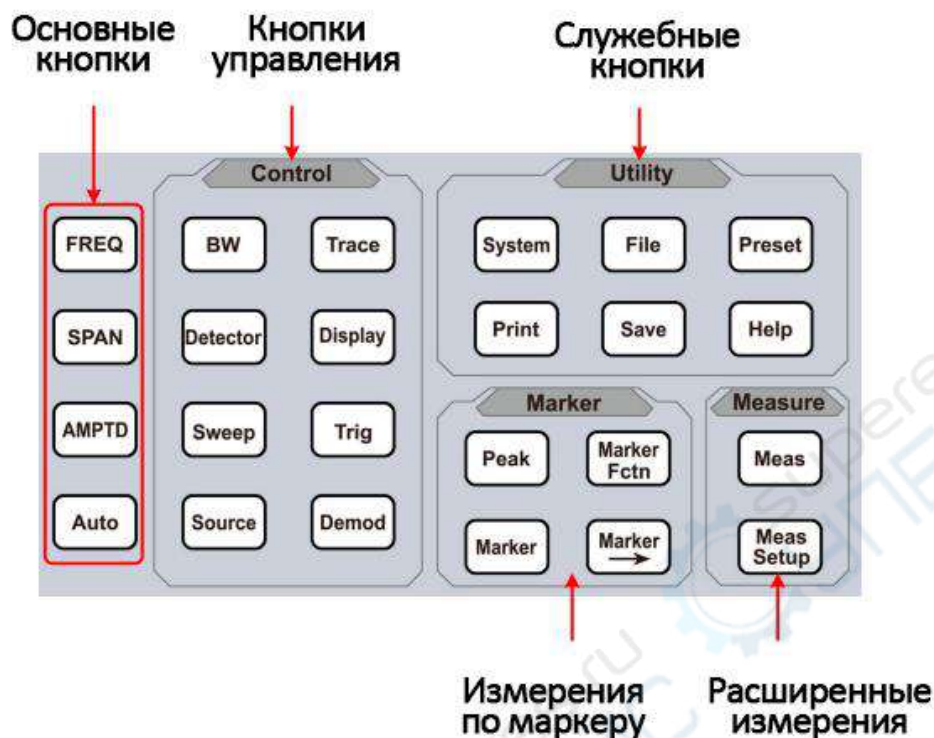 Основные
кнопки
Кнопки
управления
Служебные
кнопки
Control
Utility
FREQ
BW
Trace
System
File
Preset
SPAN
Detector
Display
Print
Save
Help
AMPTD
Sweep
Trig
Marker
Measure
Peak
Marker
Fctn
Meas
Auto
Source
Demod
Marker
Marker
→
Meas
Setup
Измерения
по маркеру
Расширенные
измерения